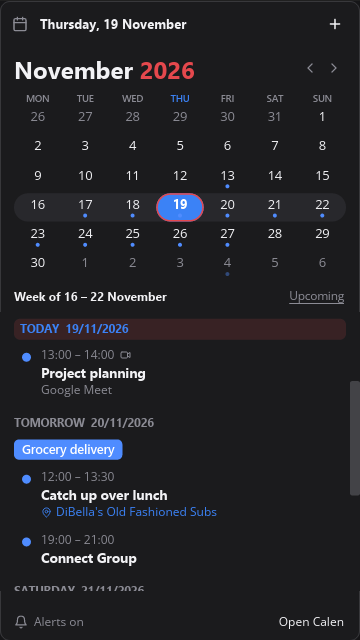 Thursday, 19 November
November 2026
MON TUE WED THU FRI SAT SUN
26 27 28 29 30 31 1
2 3 4 5 6 7 8
9 10 11 12 13 14 15
16 17 18 19 20 21 22
23 24 25 26 27 28 29
30 1 2 3 4 5 6
Week of 16 – 22 November Upcoming
TODAY 19/11/2026
13:00 – 14:00
Project planning
Google Meet
TOMORROW 20/11/2026
Grocery delivery
12:00 – 13:30
Catch up over lunch
DiBella's Old Fashioned Subs
19:00 – 21:00
Connect Group
SATURDAY 21/11/2026
Alerts on Open Calen